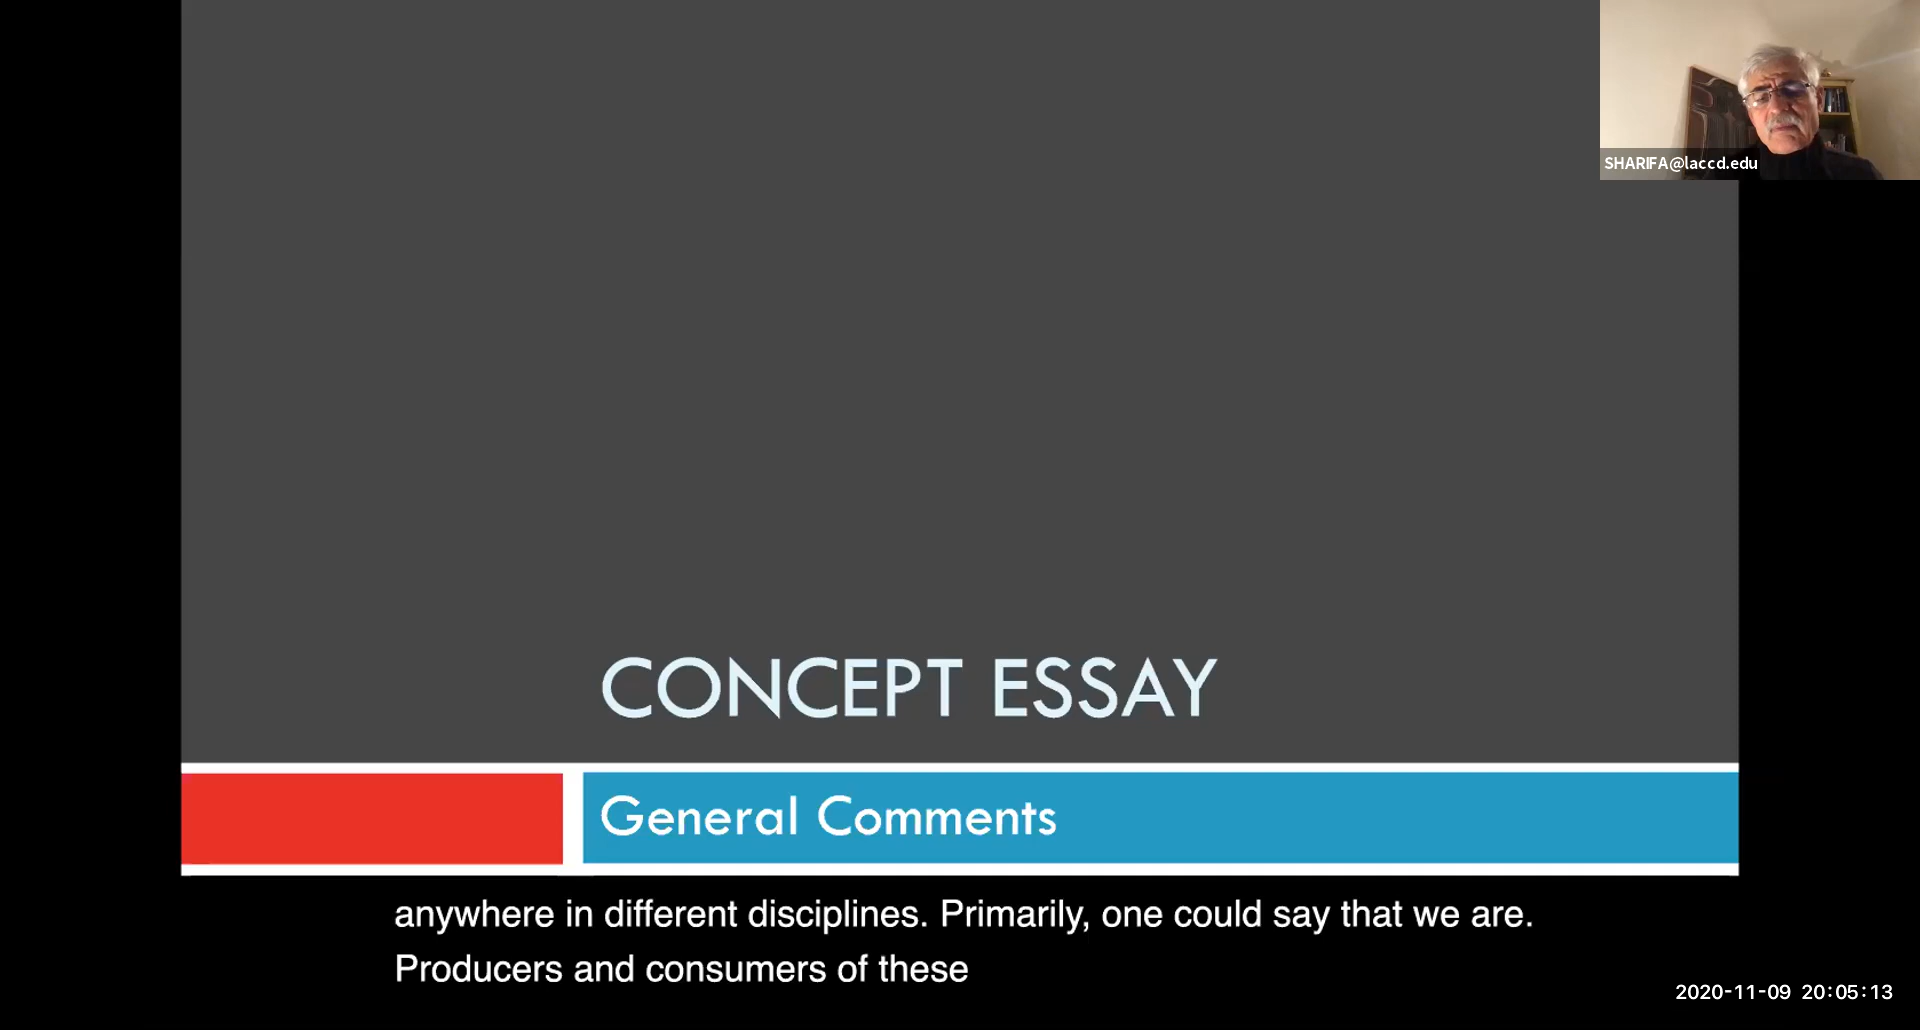 SHARIFA@laccd.edu
CONCEPT ESSAY
General Comments
anywhere in different disciplines. Primarily, one could say that we are.
Producers and consumers of these
2020-11-09 20:05:13